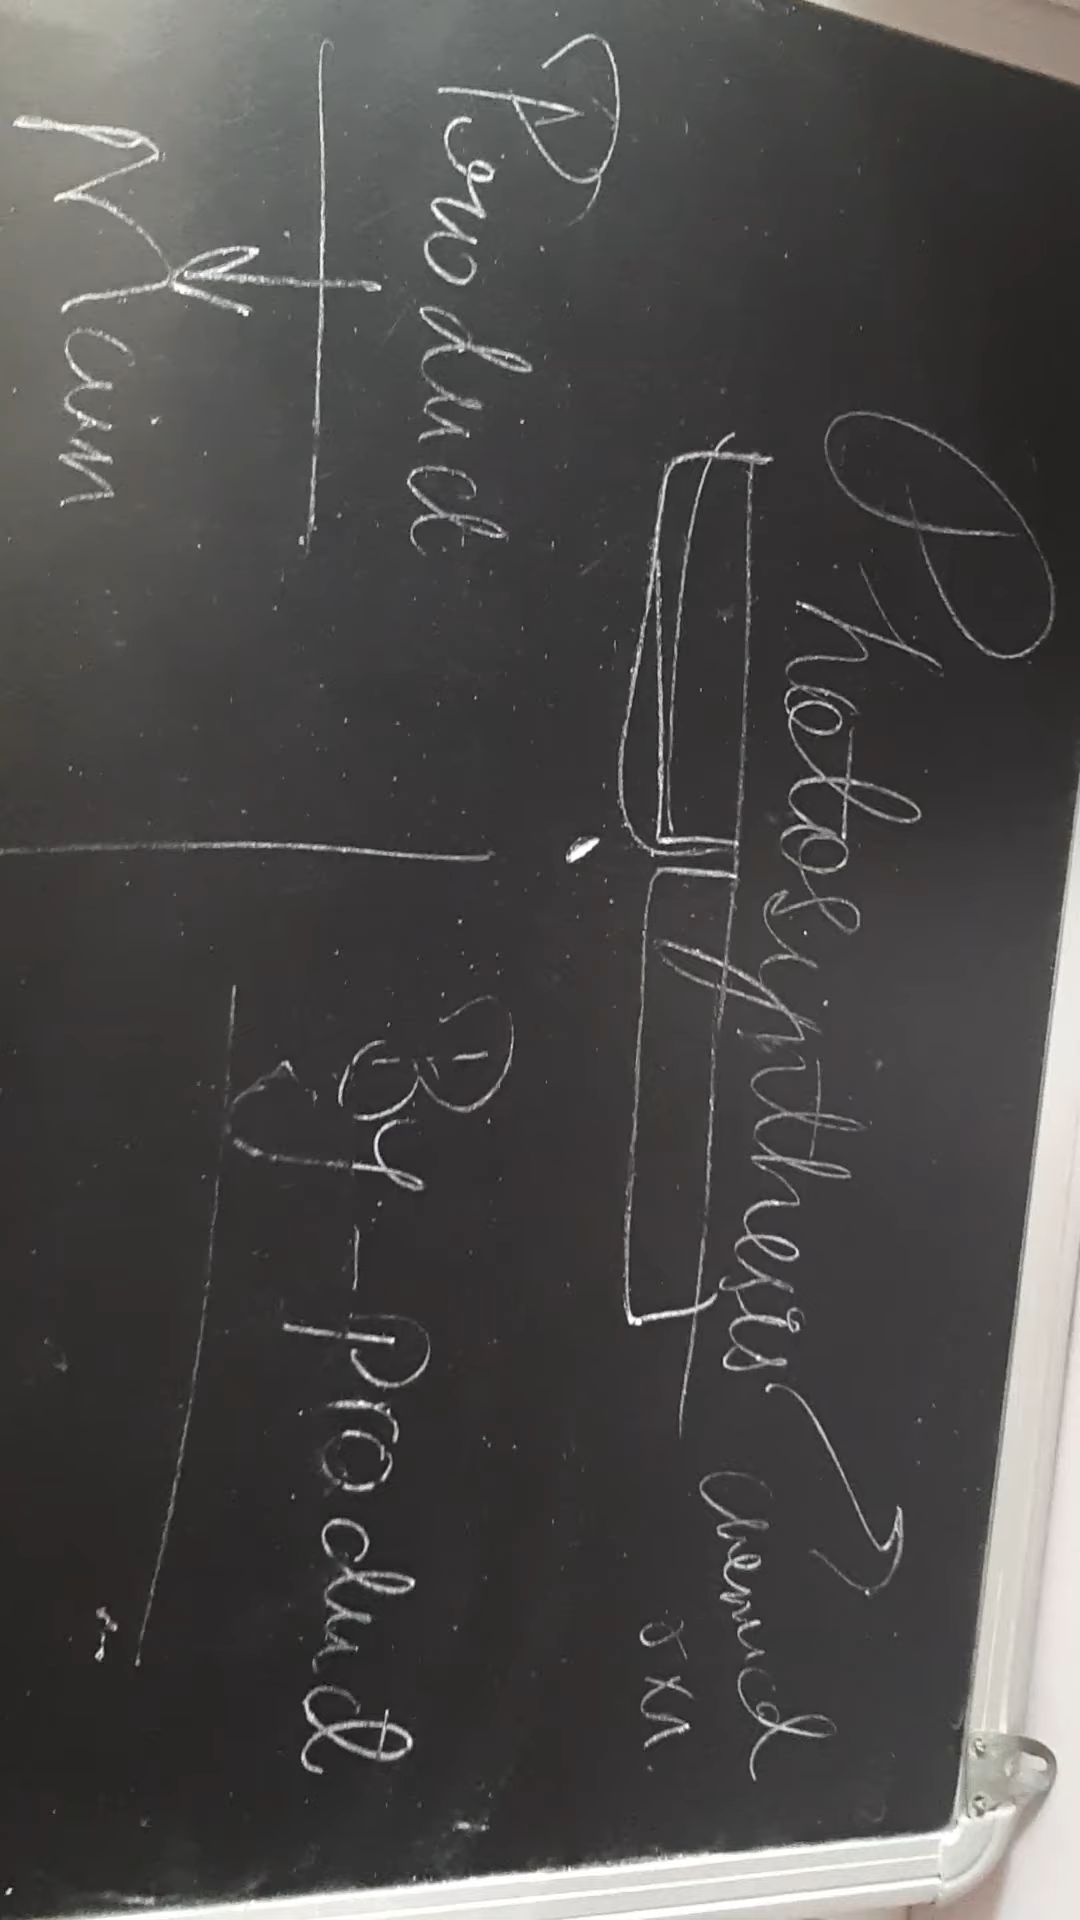 Photosynthesis
Chemical
rxn
Product
By-Product
Main